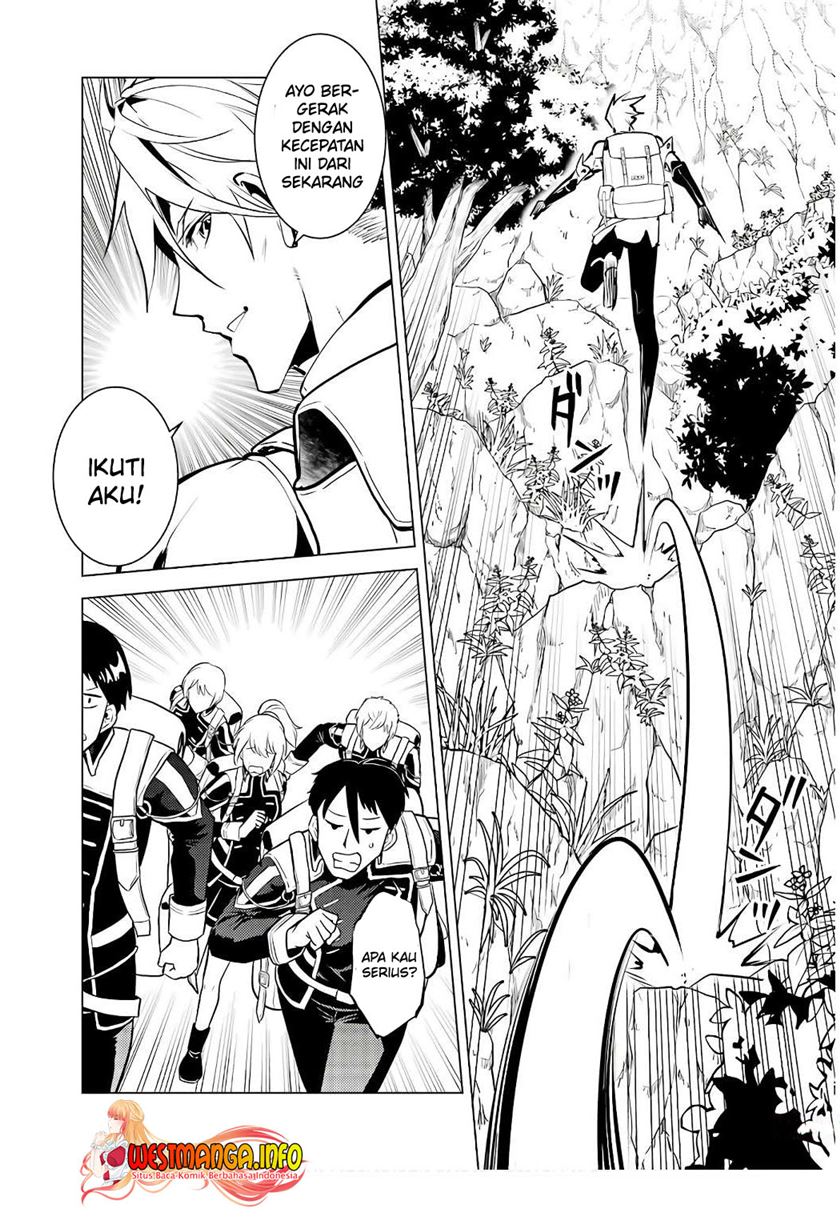 ダンッ
ダンッ
AYO BER-
GERAK
DENGAN
KECEPATAN
INI DARI
SEKARANG
IKUTI
AKU!
APA KAU
SERIUS?
WESTMANGA.INFO
Situs Baca Komik Berbahasa Indonesia